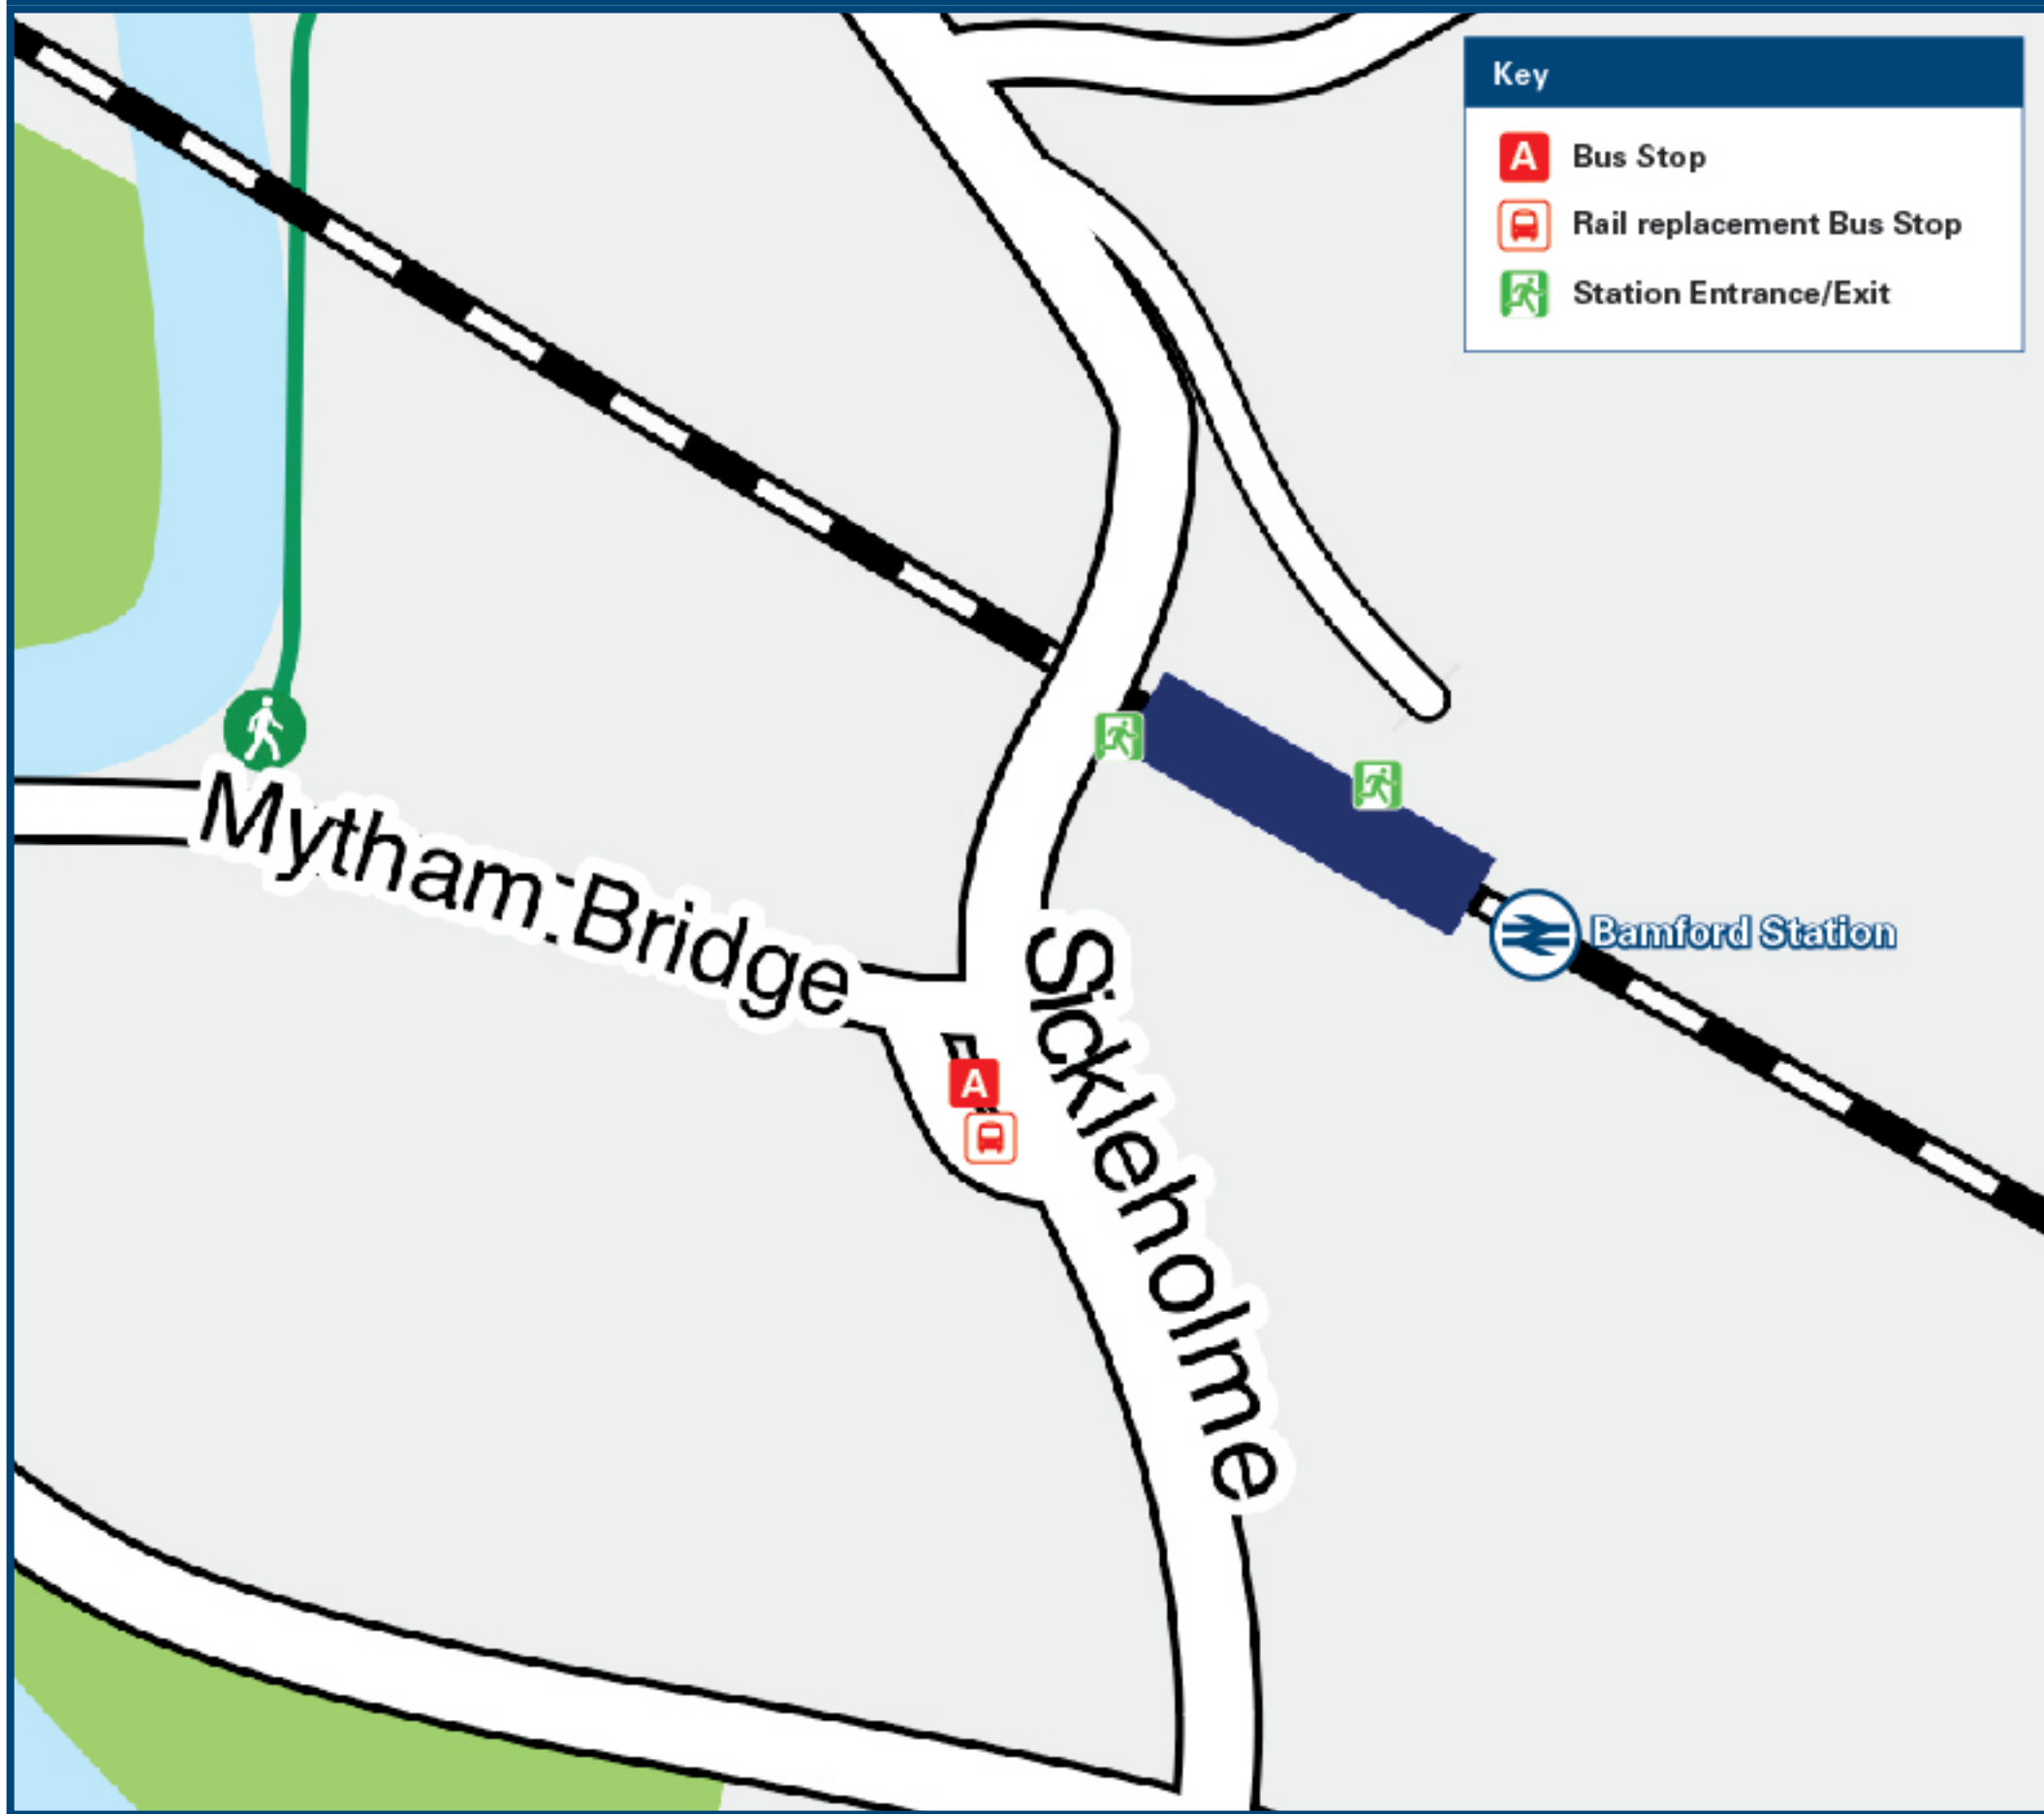 Key
A
Bus Stop
Rail replacement Bus Stop
Station Entrance/Exit
Mytham Bridge
Bamford Station
Sickleholme
A